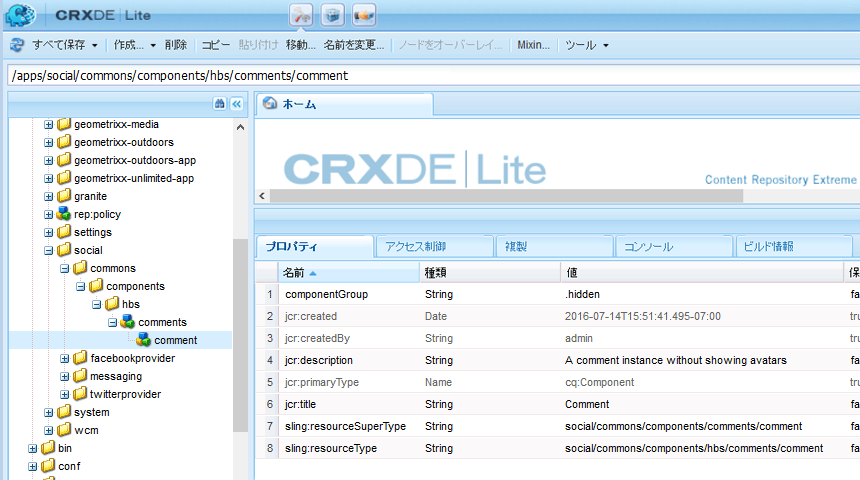 CRXDE | Lite
すべて保存 作成... 削除 コピー 貼り付け 移動... 名前を変更... ノードをオーバーレイ... Mixin... ツール
/apps/social/commons/components/hbs/comments/comment
geometrixx-media
geometrixx-outdoors
geometrixx-outdoors-app
geometrixx-unlimited-app
granite
rep:policy
settings
social
commons
components
hbs
comments
comment
facebookprovider
messaging
twitterprovider
system
wcm
bin
conf
ホーム
CRXDE | Lite
Content Repository Extreme
プロパティ アクセス制御 複製 コンソール ビルド情報
名前 種類 値 保
1 componentGroup String .hidden fa
2 jcr:created Date 2016-07-14T15:51:41.495-07:00 tru
3 jcr:createdBy String admin tru
4 jcr:description String A comment instance without showing avatars fa
5 jcr:primaryType Name cq:Component tru
6 jcr:title String Comment fa
7 sling:resourceSuperType String social/commons/components/comments/comment fa
8 sling:resourceType String social/commons/components/hbs/comments/comment fa